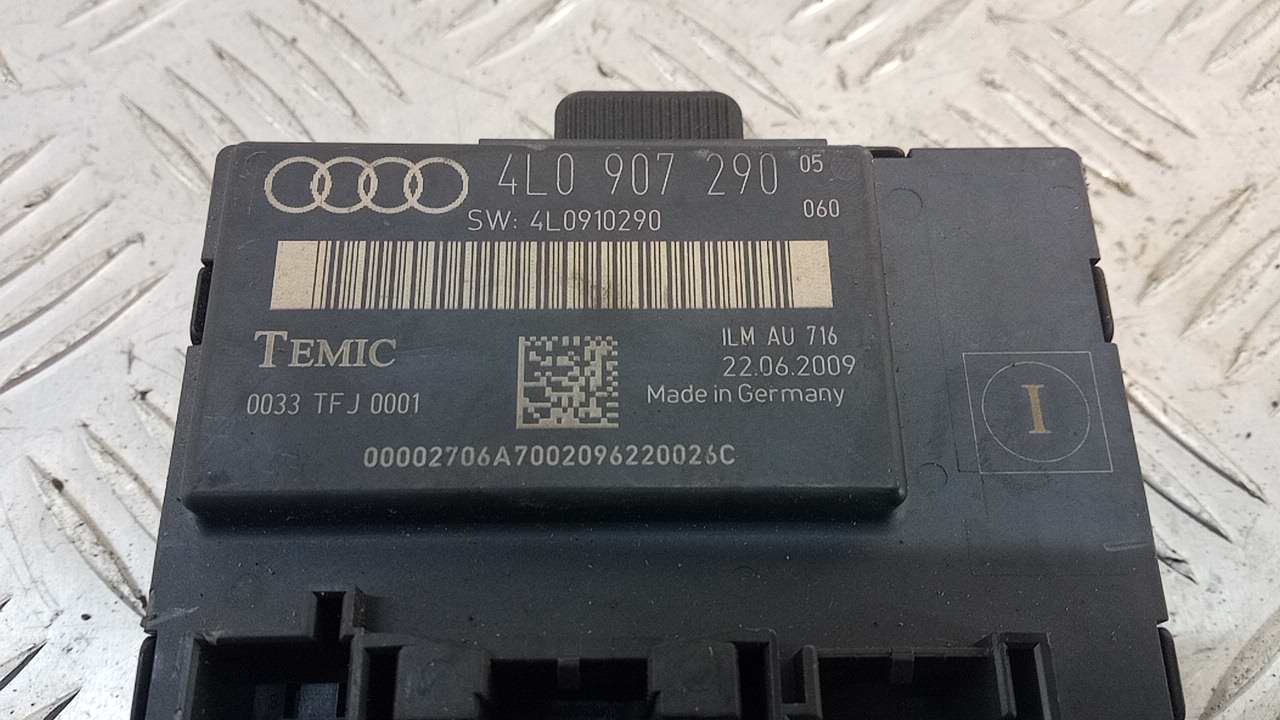 4L0 907 290 05
SW: 4L0910290 060
TEMIC
ILM AU 716
22.06.2009
0033 TFJ 0001
Made in Germany
00002706A7002096220026C
I